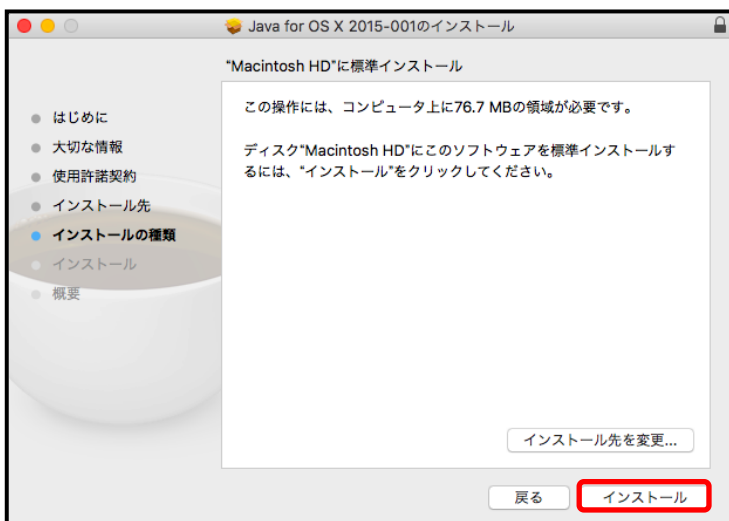 Java for OS X 2015-001のインストール
“Macintosh HD”に標準インストール
はじめに
大切な情報
使用許諾契約
インストール先
インストールの種類
インストール
概要
この操作には、コンピュータ上に76.7 MBの領域が必要です。
ディスク“Macintosh HD”にこのソフトウェアを標準インストールす
るには、“インストール”をクリックしてください。
インストール先を変更...
戻る
インストール